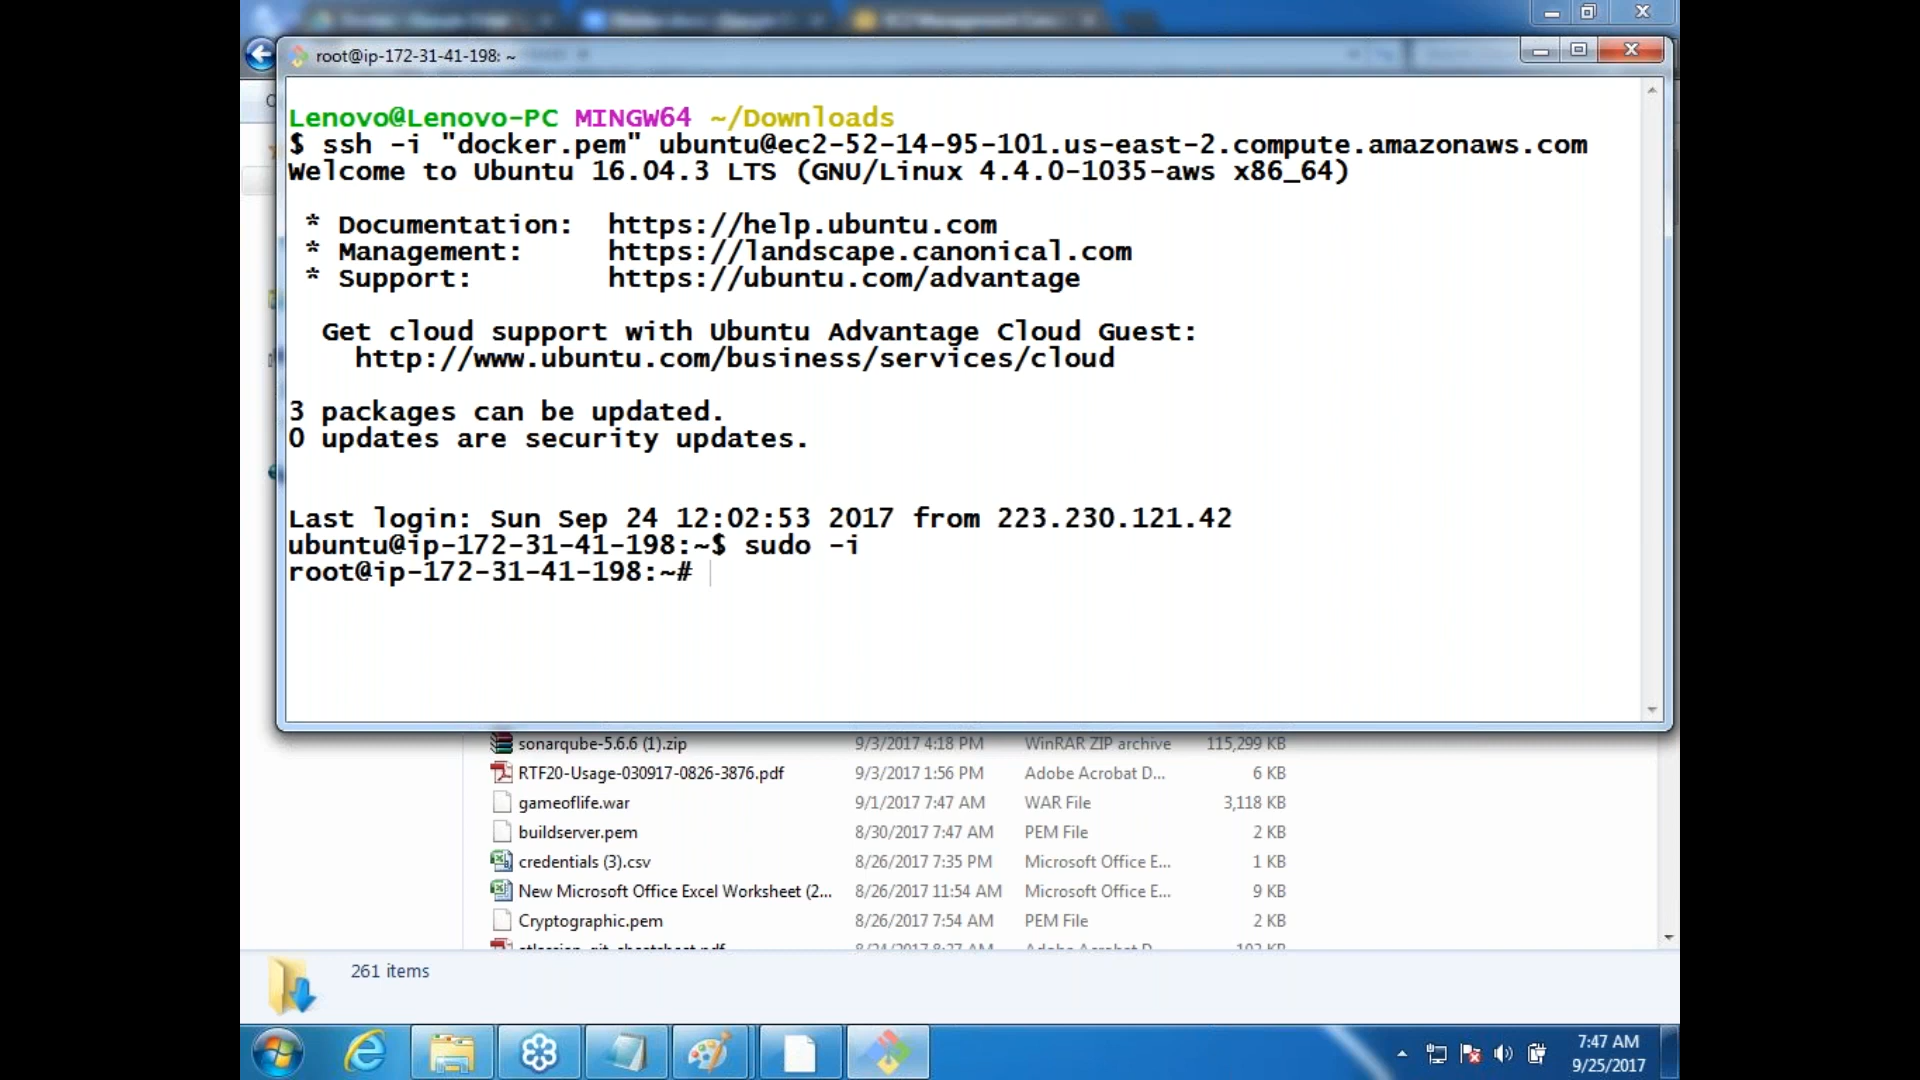 root@ip-172-31-41-198: ~
Lenovo@Lenovo-PC MINGW64 ~/Downloads
$ ssh -i "docker.pem" ubuntu@ec2-52-14-95-101.us-east-2.compute.amazonaws.com
Welcome to Ubuntu 16.04.3 LTS (GNU/Linux 4.4.0-1035-aws x86_64)
* Documentation: https://help.ubuntu.com
* Management: https://landscape.canonical.com
* Support: https://ubuntu.com/advantage
Get cloud support with Ubuntu Advantage Cloud Guest:
http://www.ubuntu.com/business/services/cloud
3 packages can be updated.
0 updates are security updates.
Last login: Sun Sep 24 12:02:53 2017 from 223.230.121.42
ubuntu@ip-172-31-41-198:~$ sudo -i
root@ip-172-31-41-198:~#
sonarqube-5.6.6 (1).zip 9/3/2017 4:18 PM WinRAR ZIP archive 115,299 KB
RTF20-Usage-030917-0826-3876.pdf 9/3/2017 1:56 PM Adobe Acrobat D... 6 KB
gameoflife.war 9/1/2017 7:47 AM WAR File 3,118 KB
buildserver.pem 8/30/2017 7:47 AM PEM File 2 KB
credentials (3).csv 8/26/2017 7:35 PM Microsoft Office E... 1 KB
New Microsoft Office Excel Worksheet (2... 8/26/2017 11:54 AM Microsoft Office E... 9 KB
Cryptographic.pem 8/26/2017 7:54 AM PEM File 2 KB
261 items
7:47 AM
9/25/2017